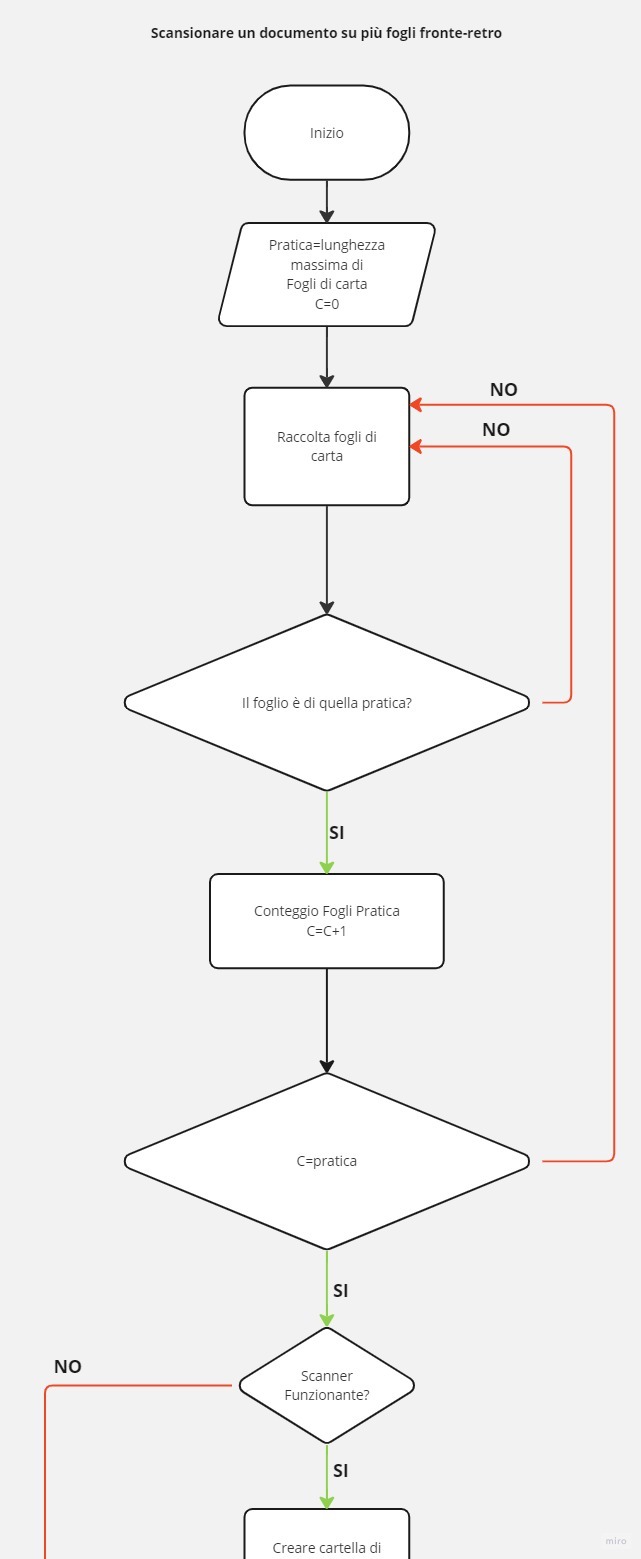 Scansionare un documento su più fogli fronte-retro
Inizio
Pratica=lunghezza
massima di
Fogli di carta
C=0
NO
Raccolta fogli di
carta
NO
Il foglio è di quella pratica?
SI
Conteggio Fogli Pratica
C=C+1
C=pratica
SI
NO
Scanner
Funzionante?
SI
Creare cartella di
miro